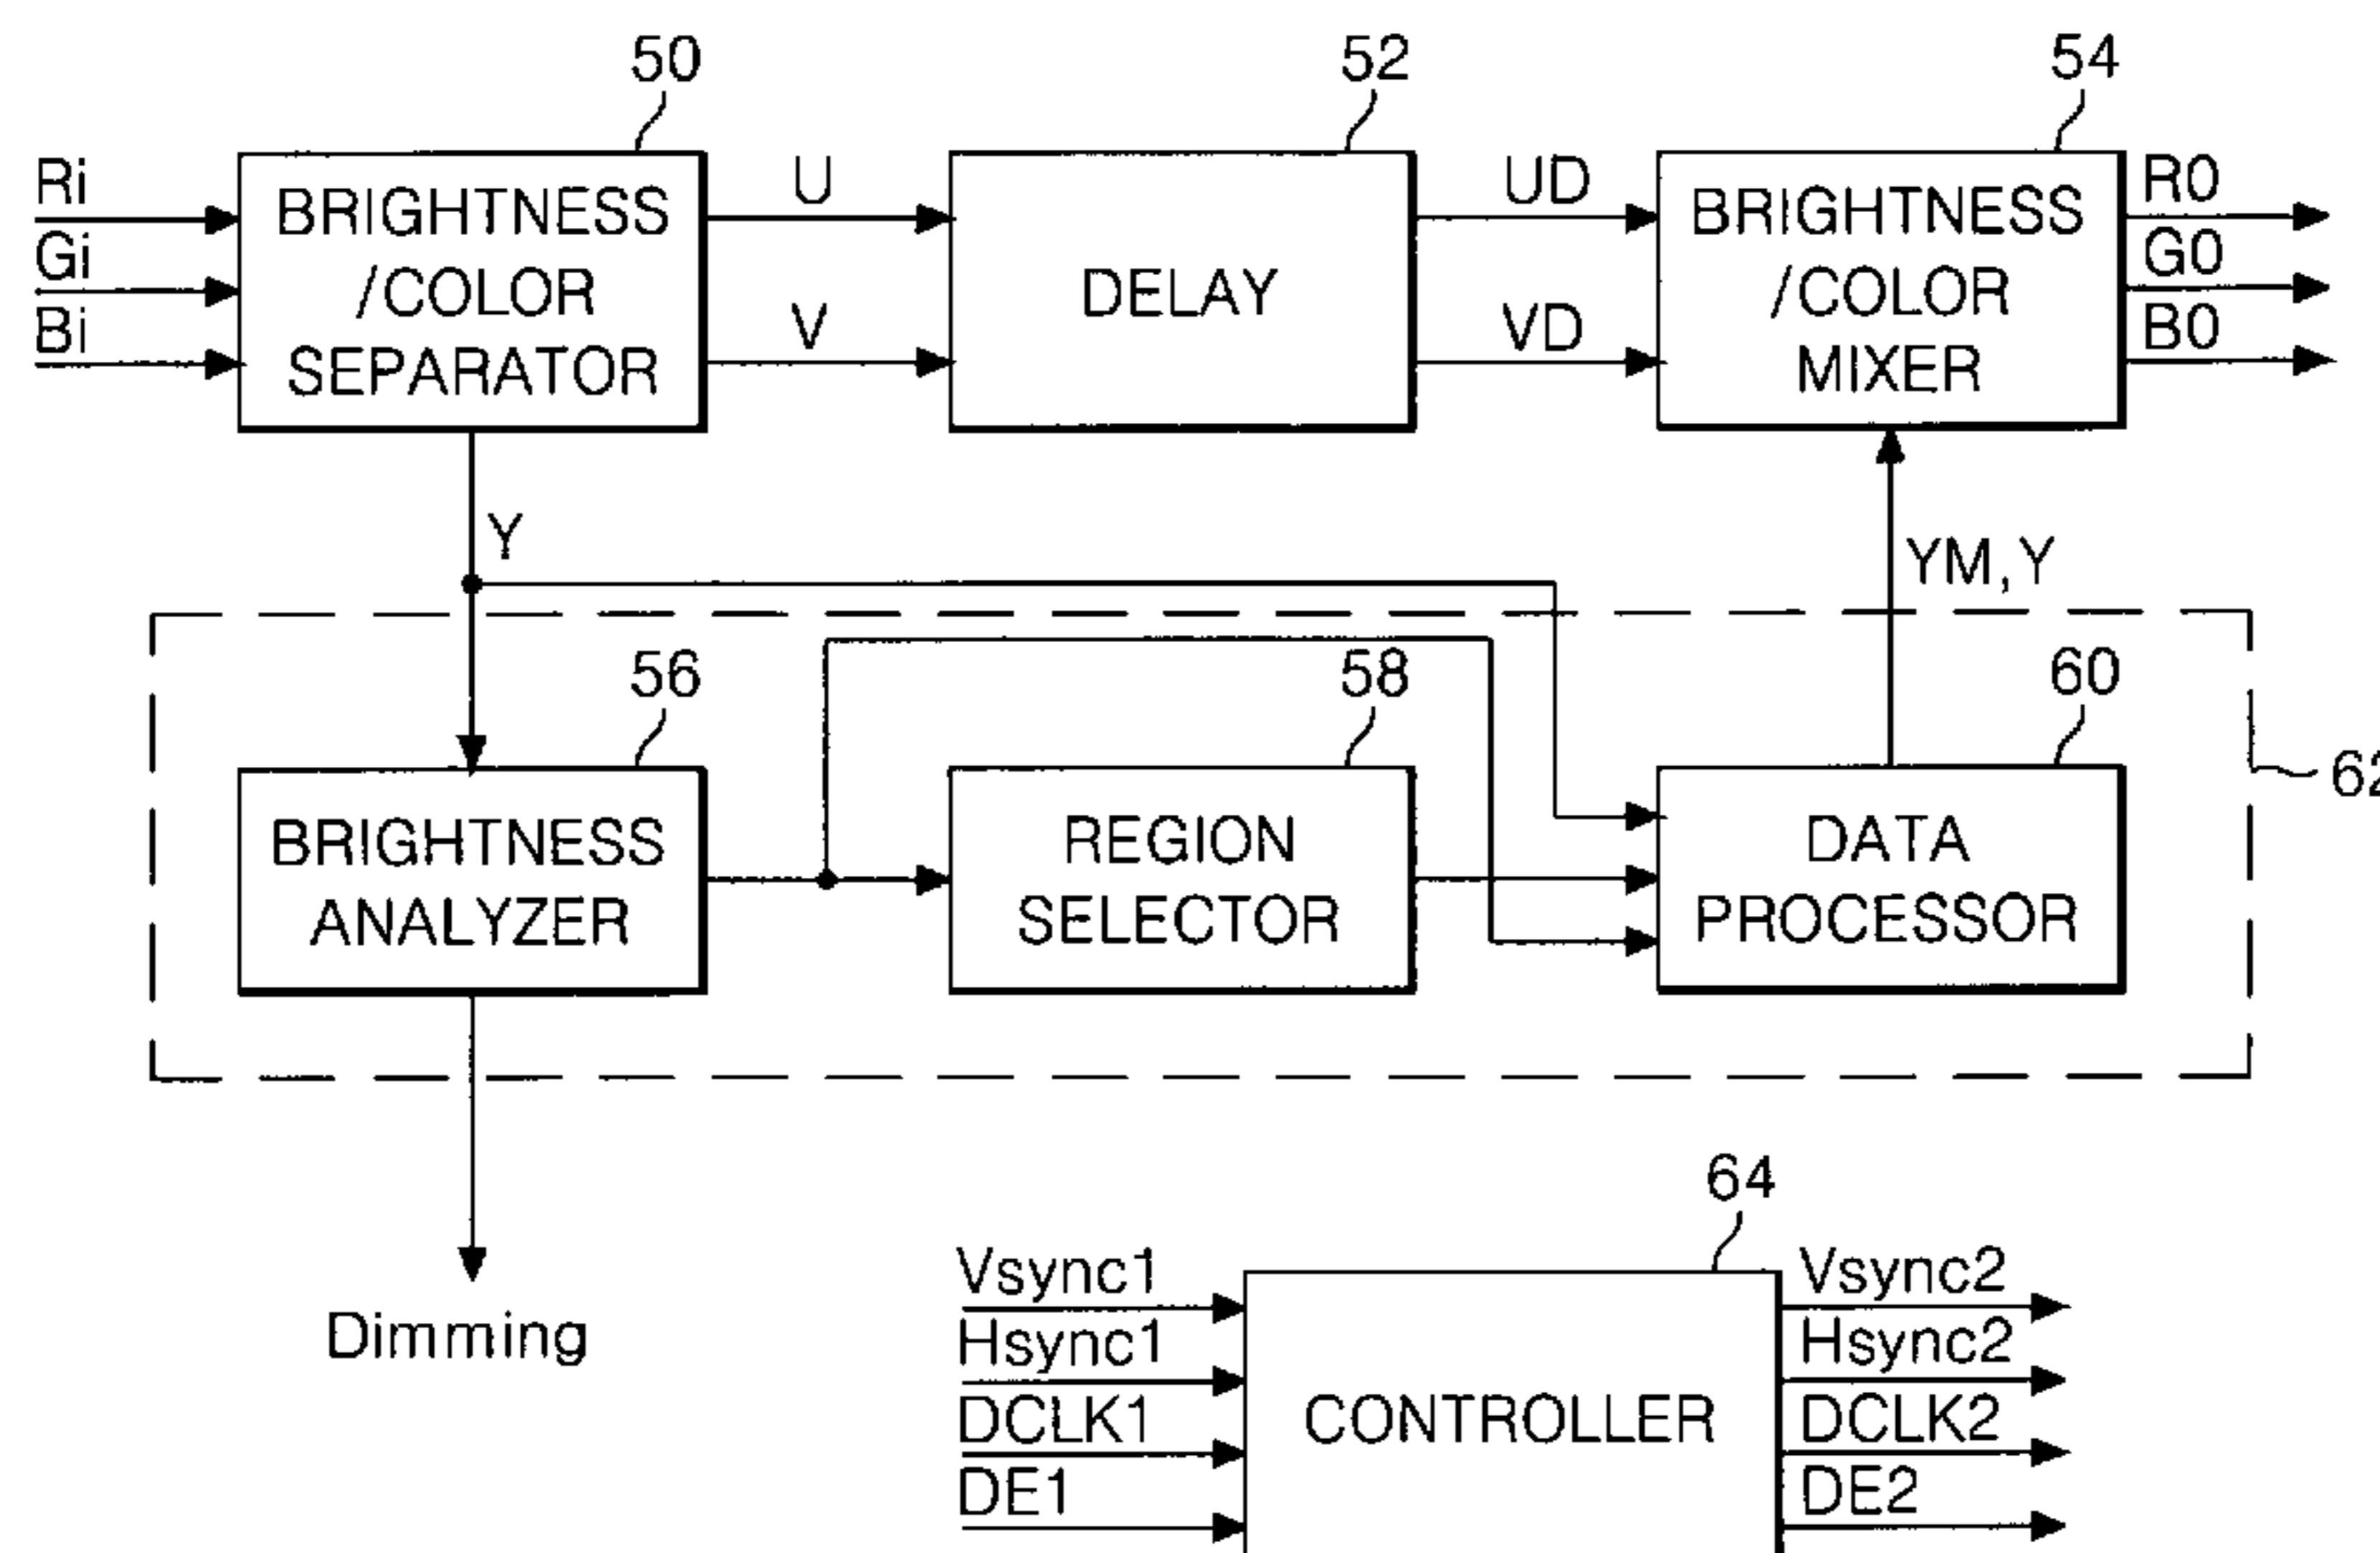 50
52
54
Ri
Gi
Bi
BRIGHTNESS
/COLOR
SEPARATOR
U
V
DELAY
UD
VD
BRIGHTNESS
/COLOR
MIXER
R0
G0
B0
Y
YM,Y
56
58
60
62
BRIGHTNESS
ANALYZER
REGION
SELECTOR
DATA
PROCESSOR
Dimming
64
Vsync1
Hsync1
DCLK1
DE1
CONTROLLER
Vsync2
Hsync2
DCLK2
DE2